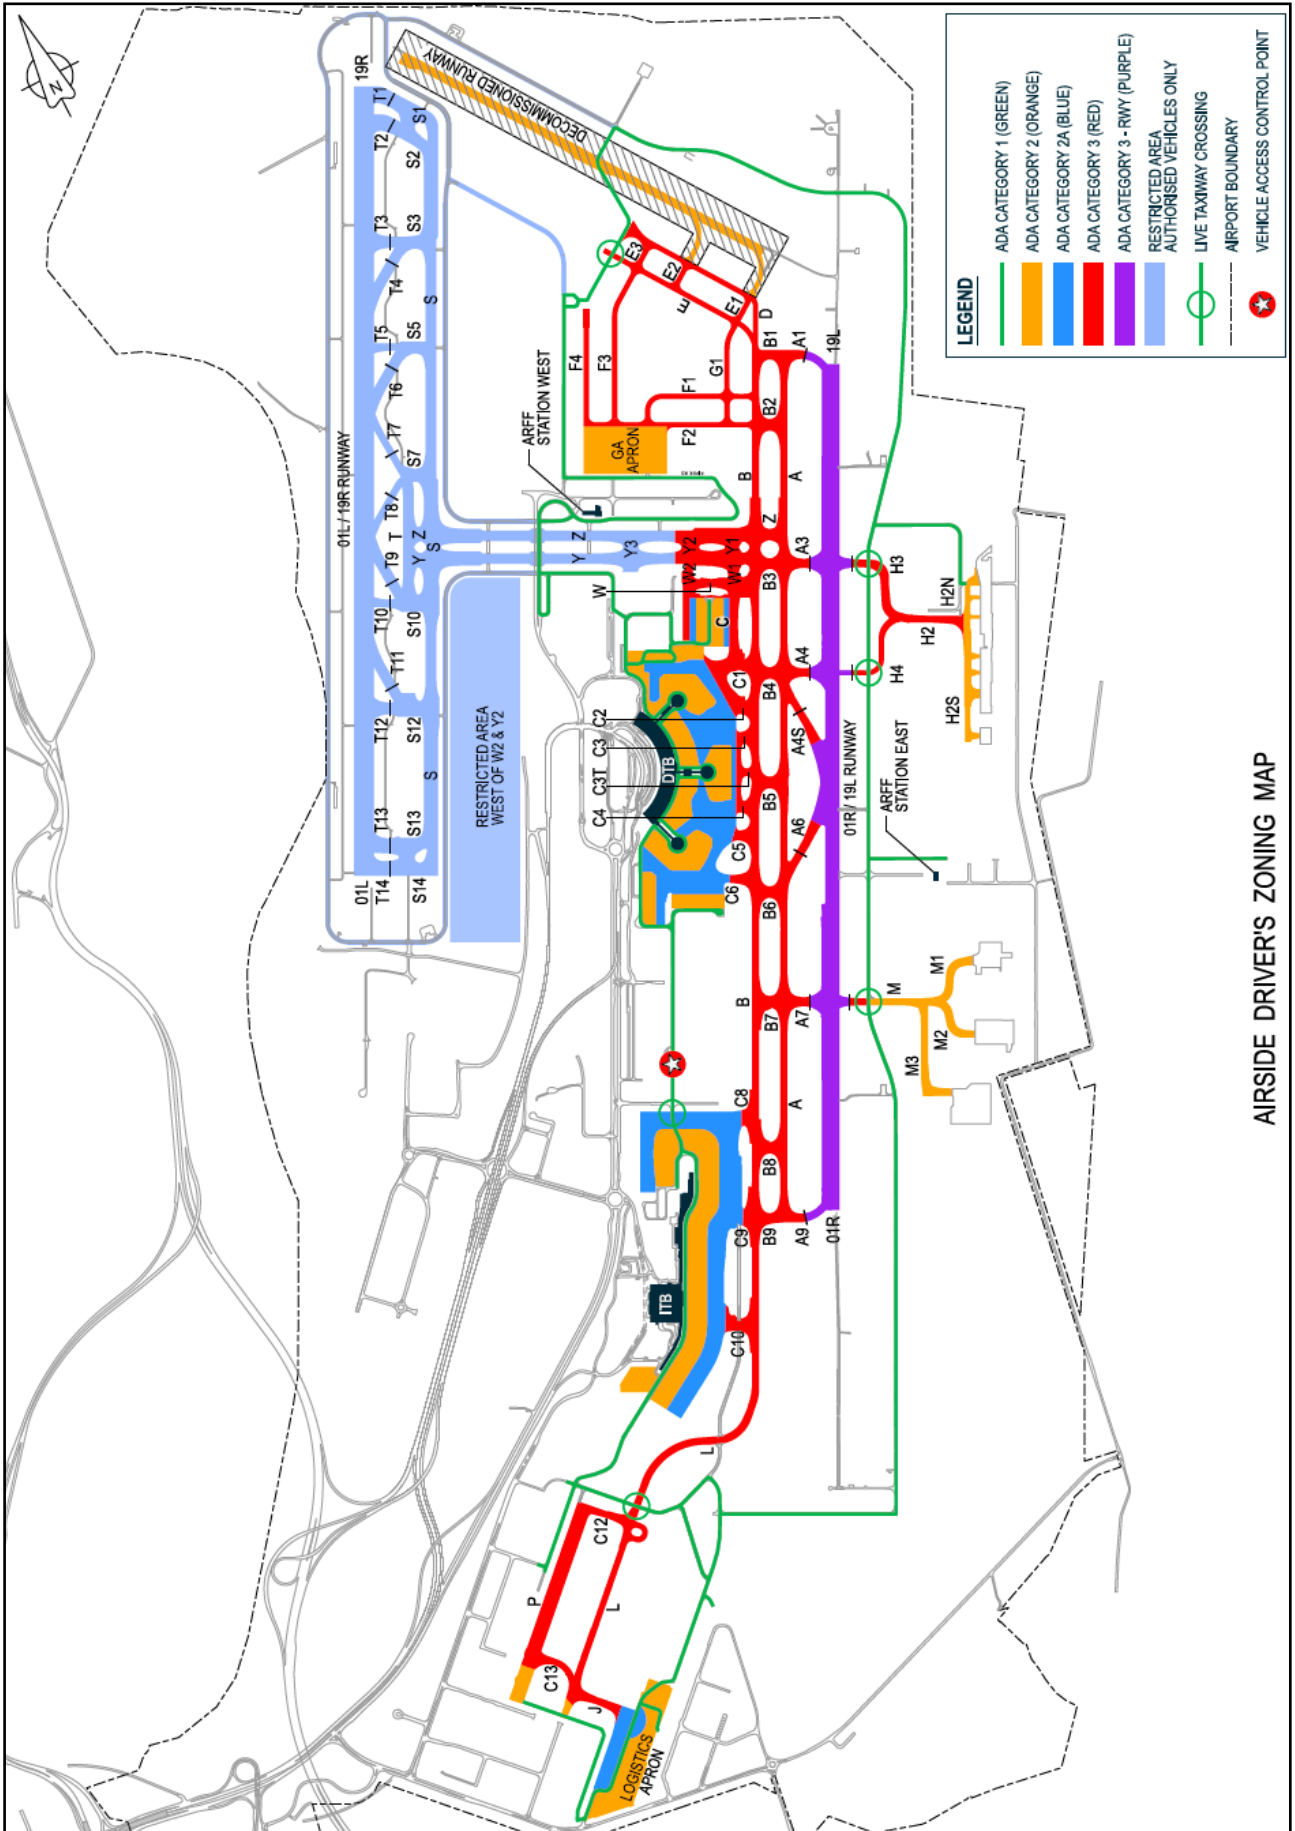 AIRSIDE DRIVER'S ZONING MAP
LEGEND
ADA CATEGORY 1 (GREEN)
ADA CATEGORY 2 (ORANGE)
ADA CATEGORY 2A (BLUE)
ADA CATEGORY 3 (RED)
ADA CATEGORY 3 - RWY (PURPLE)
RESTRICTED AREA
AUTHORISED VEHICLES ONLY
LIVE TAXIWAY CROSSING
AIRPORT BOUNDARY
VEHICLE ACCESS CONTROL POINT
N
01L / 19R RUNWAY
19R
01L
T1
T2
T3
T4
T5
T6
T7
T8
T
T9
T10
T11
T12
T13
T14
S1
S2
S3
S
S5
S7
Z
S
Y
S10
S12
S
S13
S14
RESTRICTED AREA
WEST OF W2 & Y2
DECOMMISSIONED RUNWAY
ARFF
STATION WEST
GA
APRON
F4
F3
F1
F2
G1
E3
E2
E
E1
D
B1
A1
19L
B2
B
A
Z
Z
Y
Y3
Y2
Y1
W2
W1
W
B3
A3
C
C1
C2
C3
C3T
C4
C5
C6
DTB
B4
A4
A4S
B5
A6
B6
01R / 19L RUNWAY
ARFF
STATION EAST
H3
H4
H2
H2N
H2S
M
M1
M2
M3
B
B7
A7
C8
A
B8
C9
B9
A9
01R
C10
ITB
L
C12
P
L
C13
J
LOGISTICS
APRON